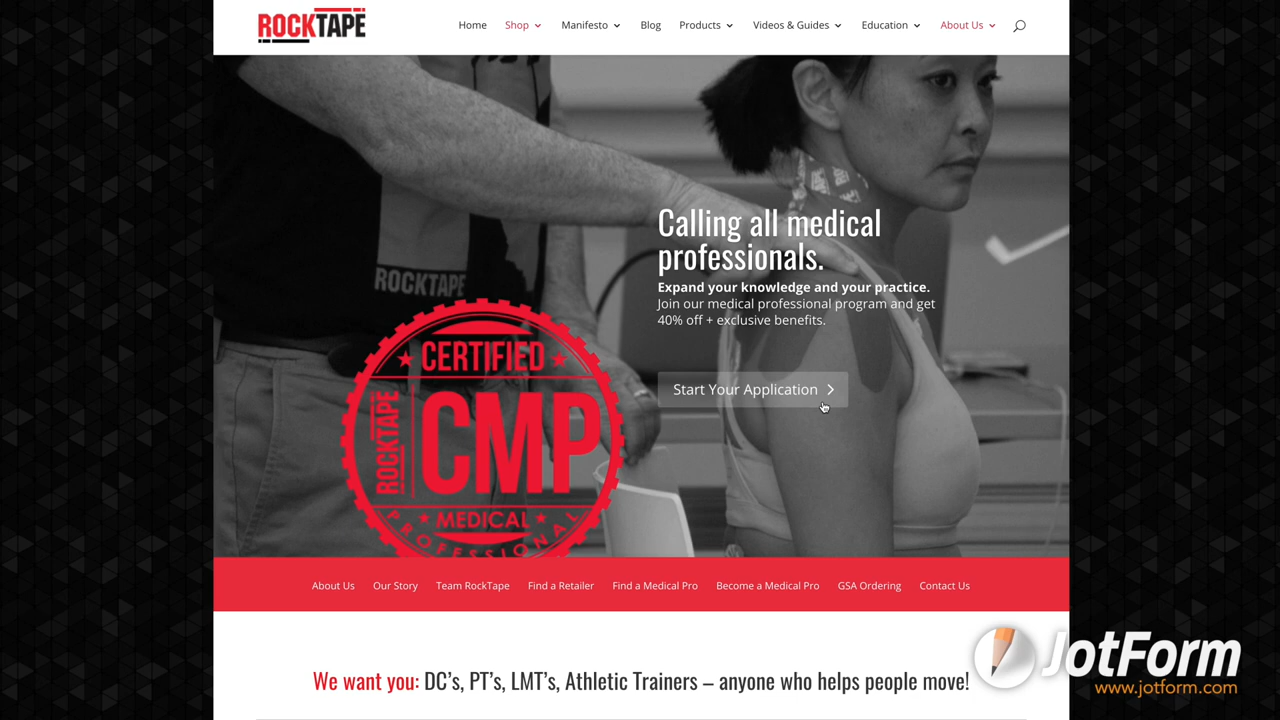 ROCKTAPE
Home Shop Manifesto Blog Products Videos & Guides Education About Us
ROCKTAPE
Calling all medical
professionals.
Expand your knowledge and your practice.
Join our medical professional program and get
40% off + exclusive benefits.
Start Your Application
CERTIFIED
ROCKTAPE
CMP
MEDICAL
PROFESSIONAL
About Us Our Story Team RockTape Find a Retailer Find a Medical Pro Become a Medical Pro GSA Ordering Contact Us
We want you: DC's, PT's, LMT's, Athletic Trainers – anyone who helps people move!
JotForm
www.jotform.com